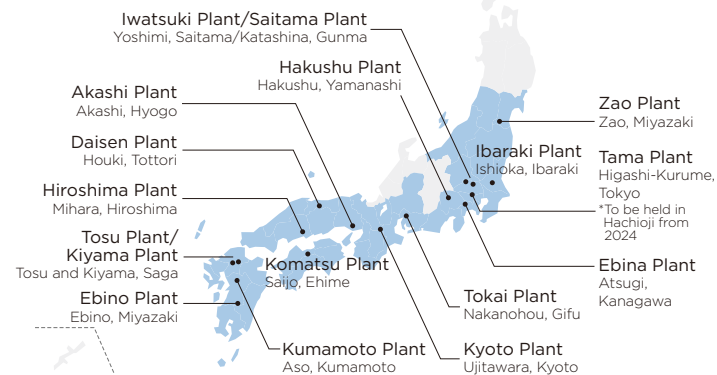 Iwatsuki Plant/Saitama Plant
Yoshimi, Saitama/Katashina, Gunma
Hakushu Plant
Hakushu, Yamanashi
Akashi Plant
Akashi, Hyogo
Daisen Plant
Houki, Tottori
Hiroshima Plant
Mihara, Hiroshima
Tosu Plant/
Kiyama Plant
Tosu and Kiyama, Saga
Ebino Plant
Ebino, Miyazaki
Komatsu Plant
Saijo, Ehime
Kumamoto Plant
Aso, Kumamoto
Zao Plant
Zao, Miyazaki
Ibaraki Plant
Ishioka, Ibaraki
Tama Plant
Higashi-Kurume,
Tokyo
*To be held in
Hachioji from
2024
Ebina Plant
Atsugi,
Kanagawa
Tokai Plant
Nakanohou, Gifu
Kyoto Plant
Ujitawara, Kyoto